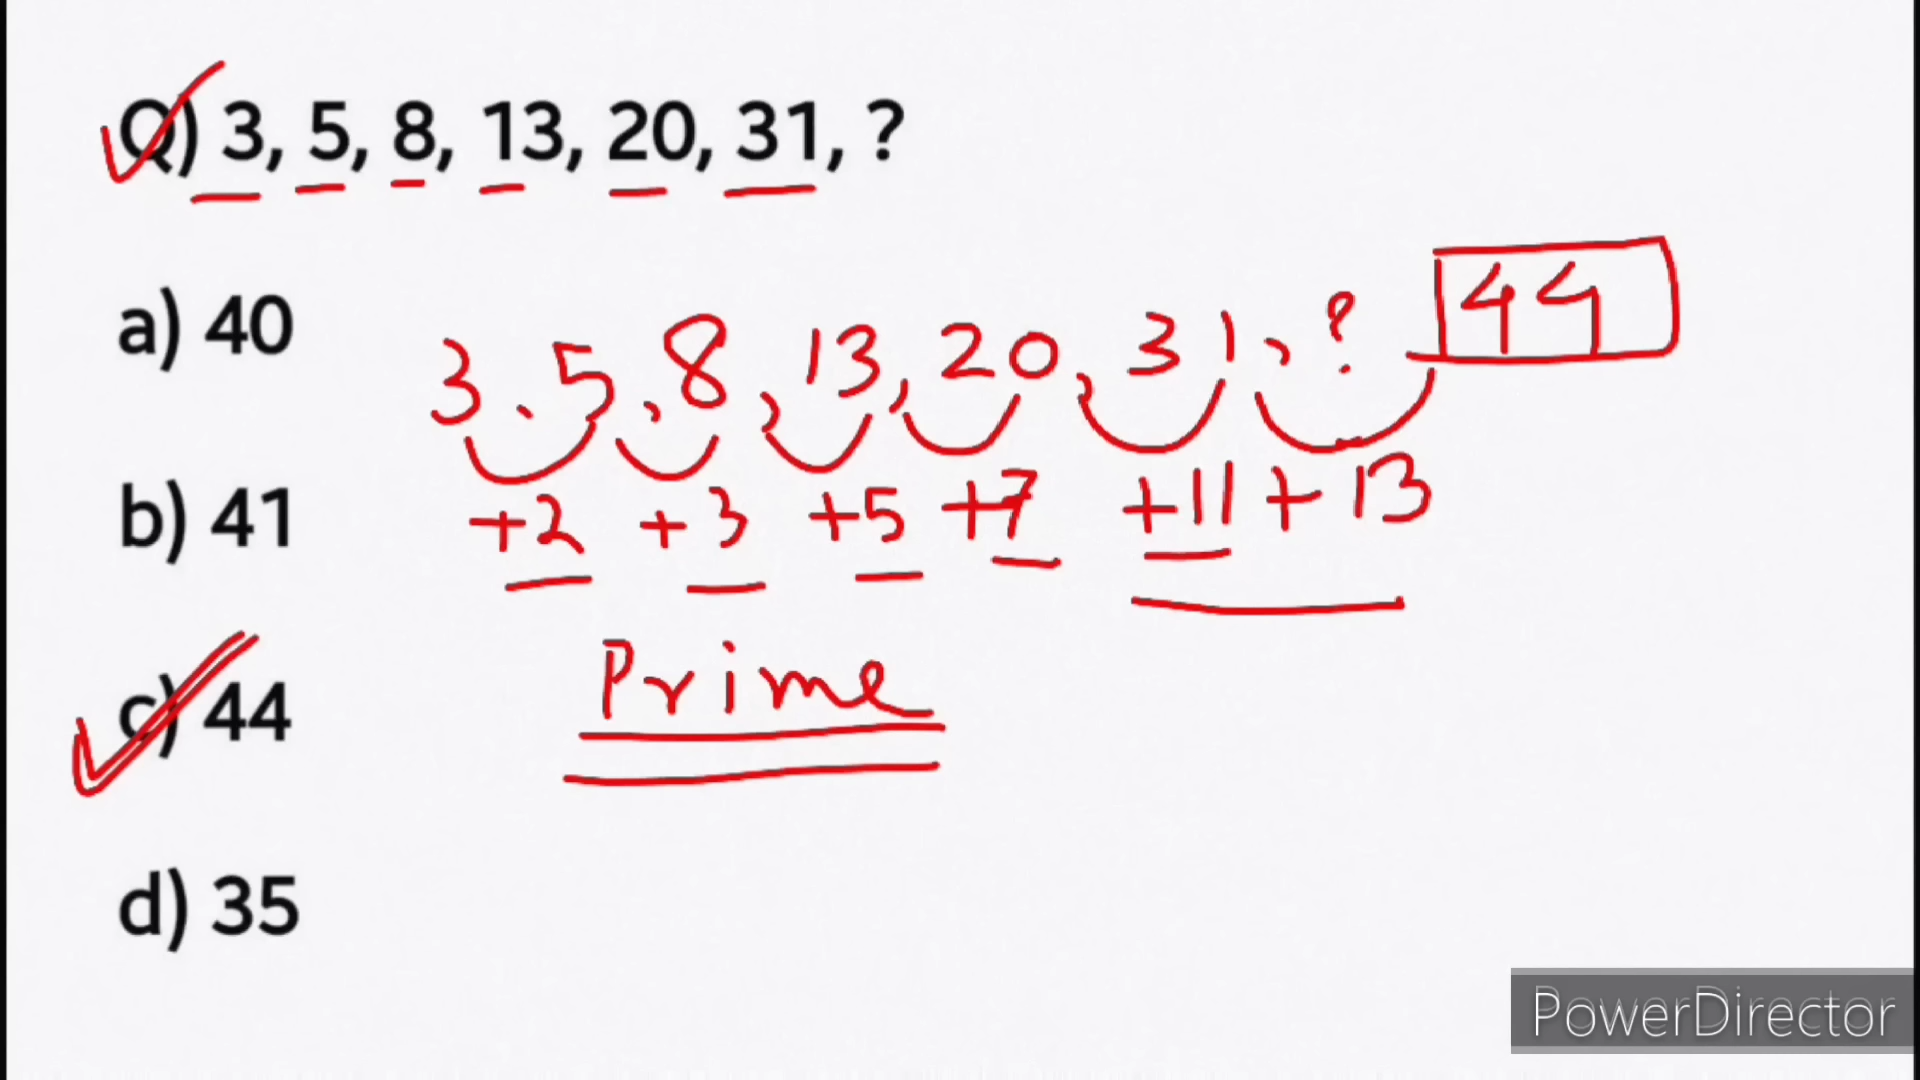 Q) 3, 5, 8, 13, 20, 31, ?
a) 40
44
3, 5, 8, 13, 20, 31, ?
b) 41
+2 +3 +5 +7 +11 +13
Prime
c) 44
d) 35
PowerDirector